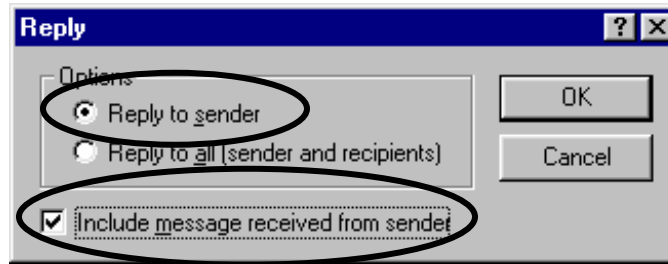 Reply
Options
Reply to sender
Reply to all (sender and recipients)
Include message received from sender
OK
Cancel